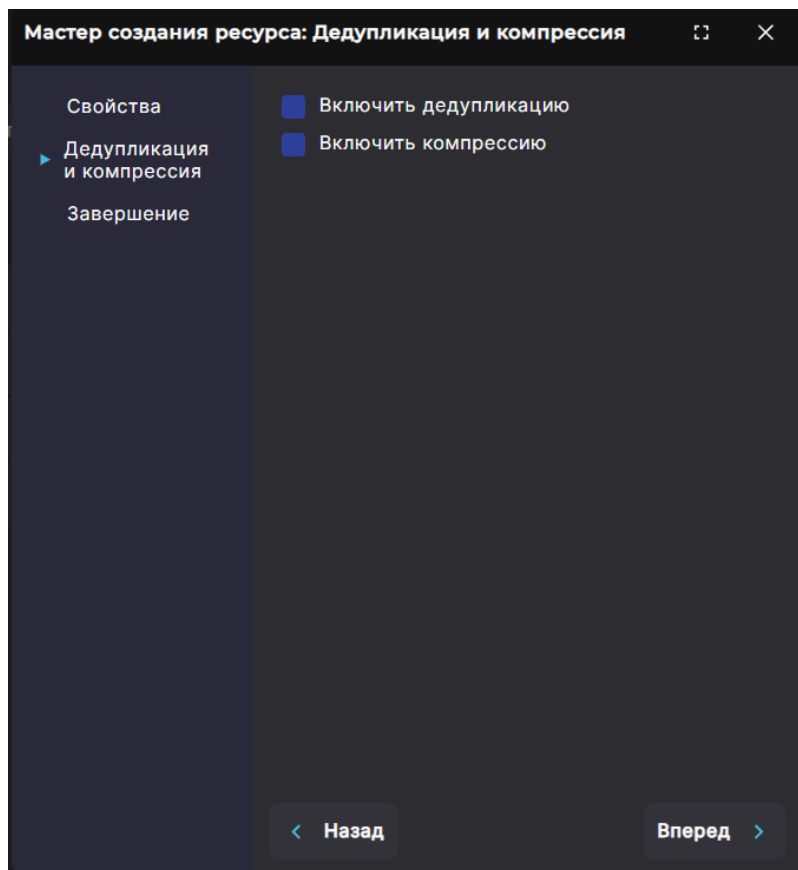 Мастер создания ресурса: Дедупликация и компрессия
Свойства
Дедупликация
и компрессия
Завершение
Включить дедупликацию
Включить компрессию
Назад
Вперед